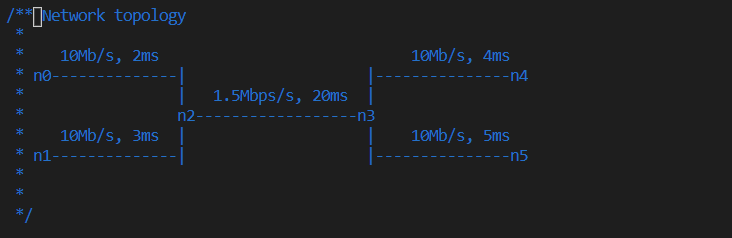 /** Network topology
 *
 *    10Mb/s, 2ms                            10Mb/s, 4ms
 * n0--------------|                    |---------------n4
 *                 |   1.5Mbps/s, 20ms  |
 *                 n2------------------n3
 *    10Mb/s, 3ms  |                    |    10Mb/s, 5ms
 * n1--------------|                    |---------------n5
 *
 *
 */